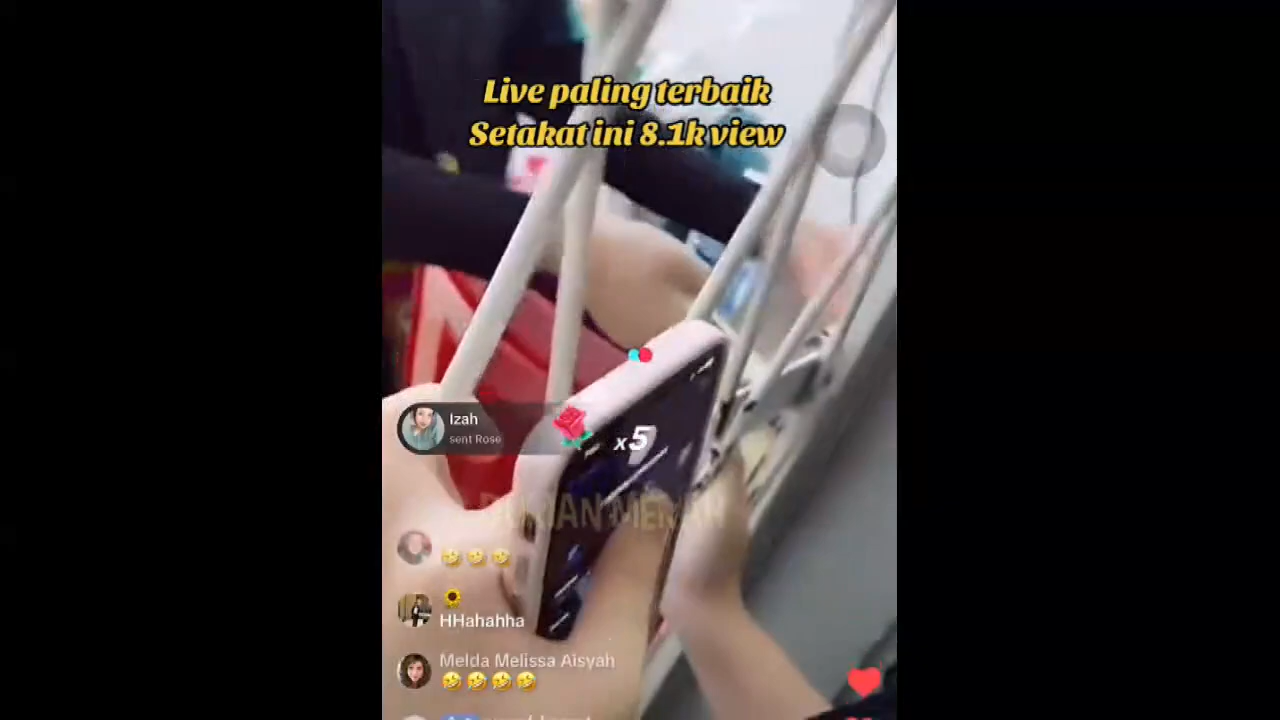 Live paling terbaik
Setakat ini 8.1k view
Izah
sent Rose
x5
HHahahha
Melda Melissa Aisyah